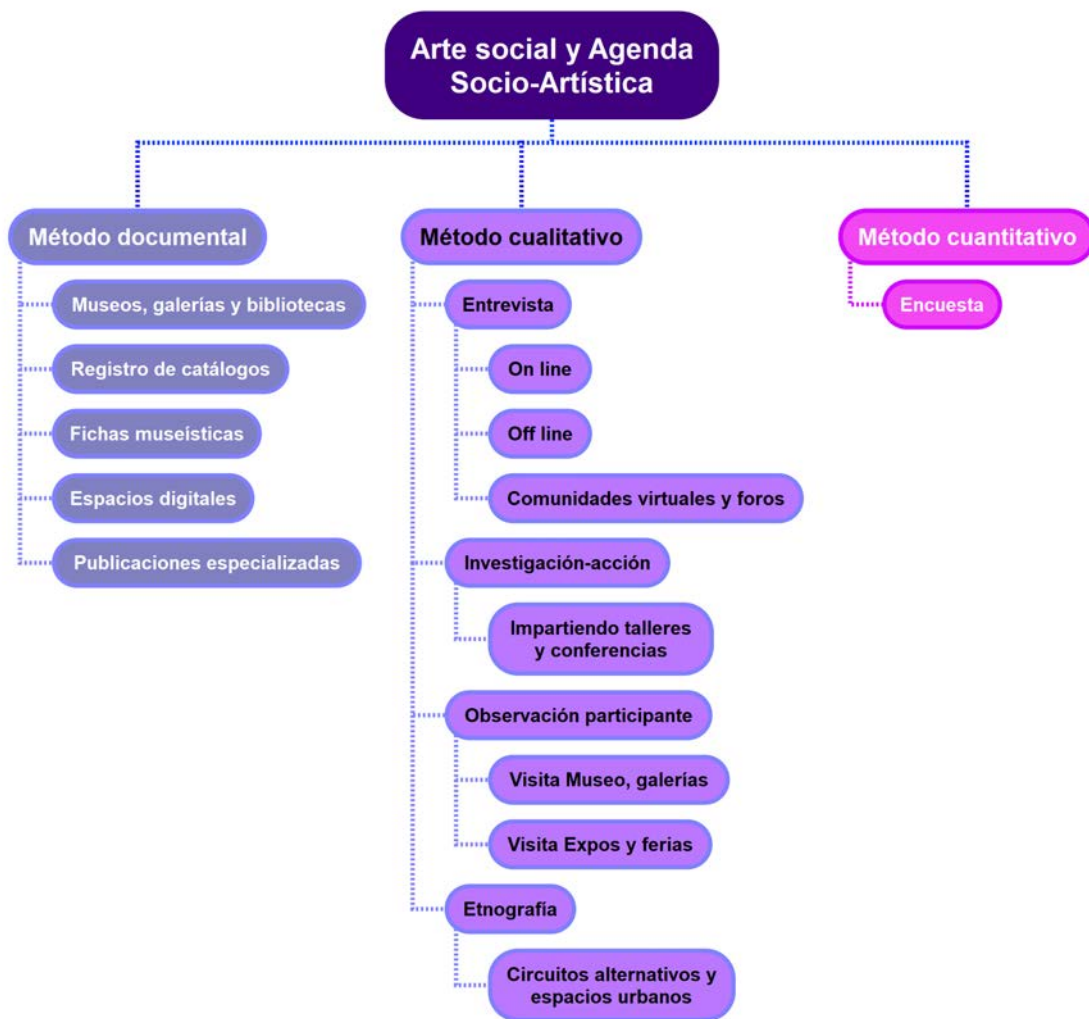 Arte social y Agenda
Socio-Artística
Método documental
Museos, galerías y bibliotecas
Registro de catálogos
Fichas museísticas
Espacios digitales
Publicaciones especializadas
Método cualitativo
Entrevista
On line
Off line
Comunidades virtuales y foros
Investigación-acción
Impartiendo talleres
y conferencias
Observación participante
Visita Museo, galerías
Visita Expos y ferias
Etnografía
Circuitos alternativos y
espacios urbanos
Método cuantitativo
Encuesta